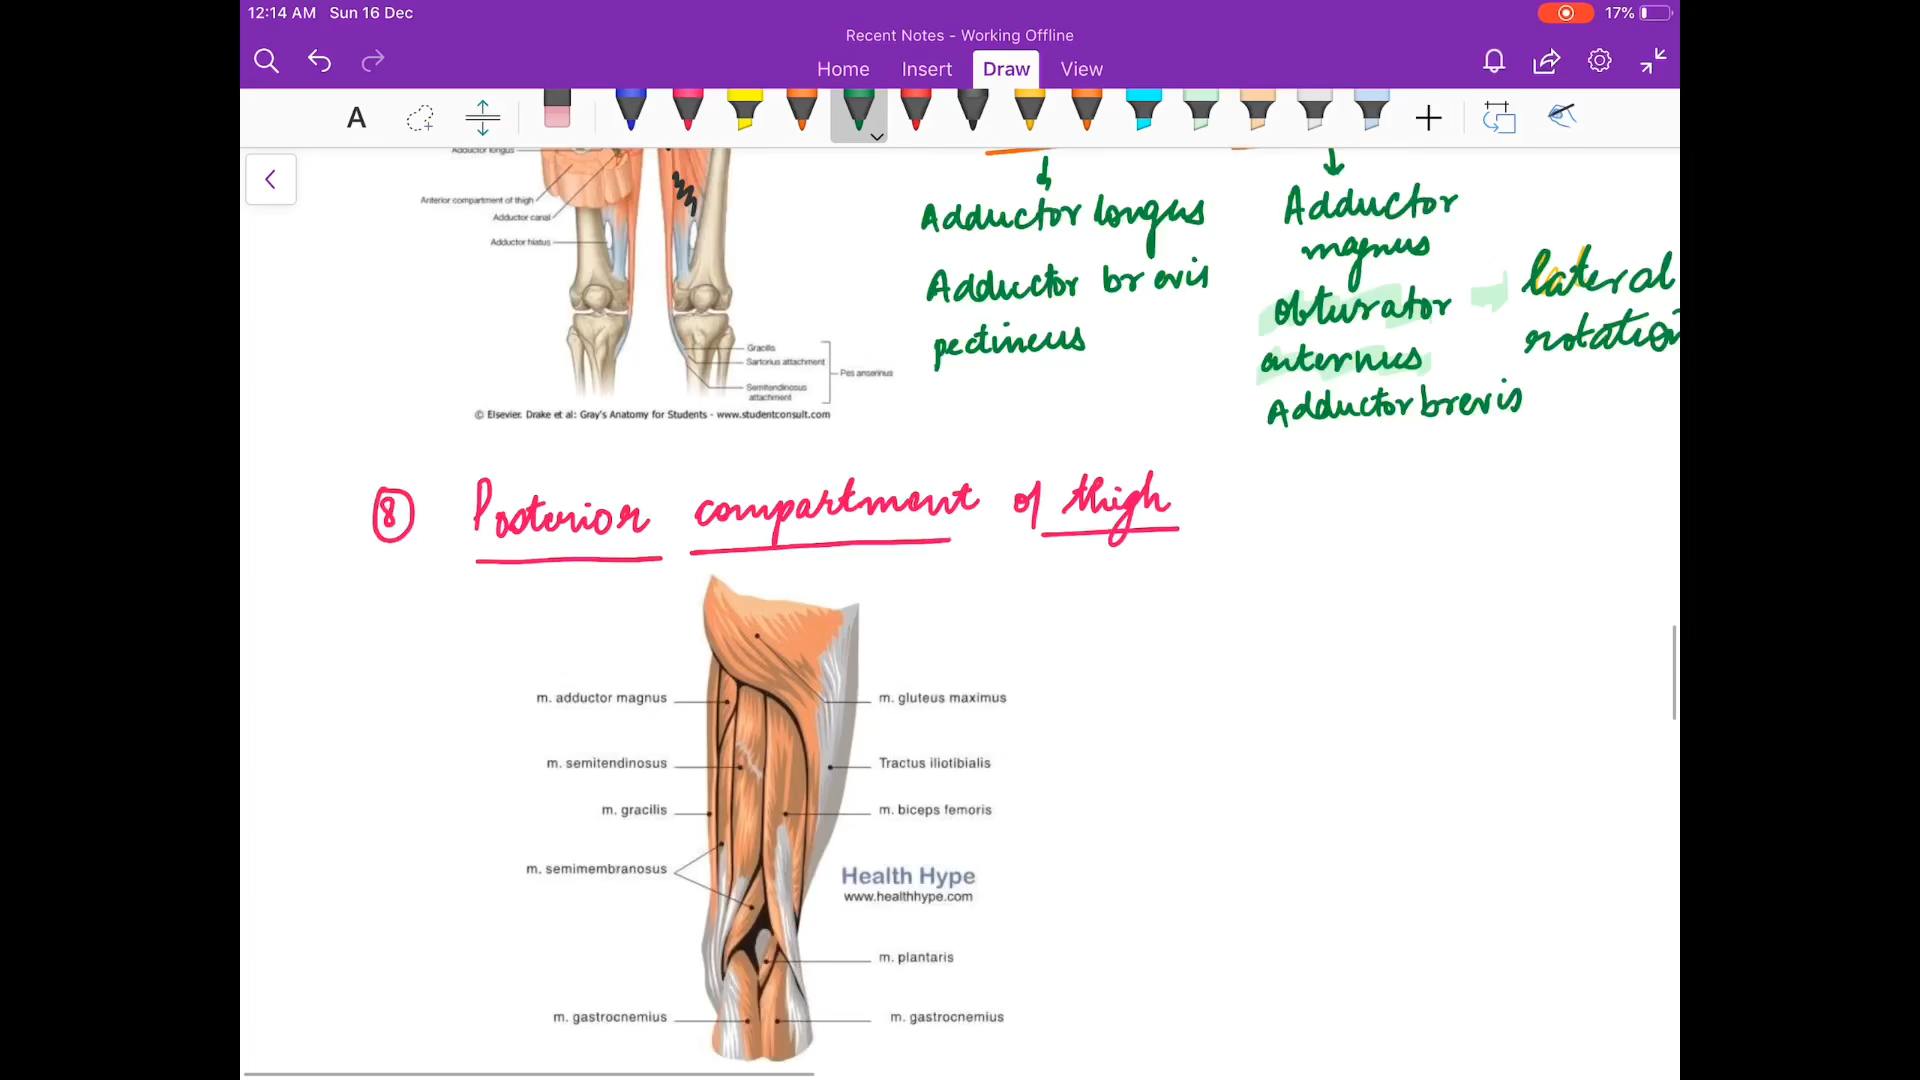 12:14 AM Sun 16 Dec
17%
Recent Notes - Working Offline
Home Insert Draw View
A
Adductor longus
Anterior compartment of thigh
Adductor canal
Adductor hiatus
Gracilis
Sartorius attachment
Semitendinosus
attachment
Pes anserinus
© Elsevier. Drake et al: Gray's Anatomy for Students - www.studentconsult.com
Adductor longus
Adductor brevis
pectineus
Adductor
magnus
obturator
externus
Adductor brevis
lateral
rotation
8 Posterior compartment of thigh
m. adductor magnus
m. semitendinosus
m. gracilis
m. semimembranosus
m. gastrocnemius
m. gluteus maximus
Tractus iliotibialis
m. biceps femoris
Health Hype
www.healthhype.com
m. plantaris
m. gastrocnemius